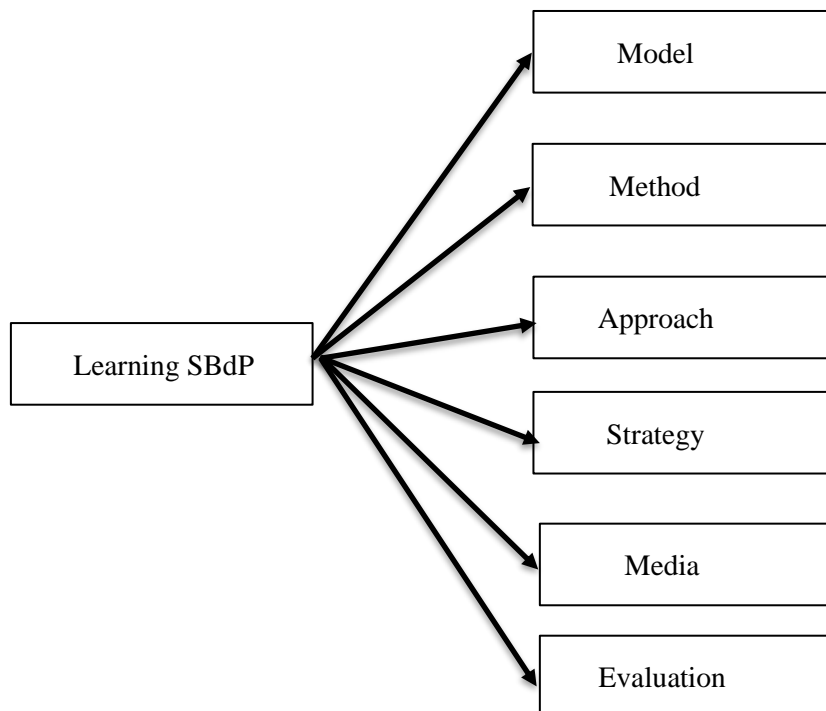 Model
Method
Approach
Learning SBdP
Strategy
Media
Evaluation